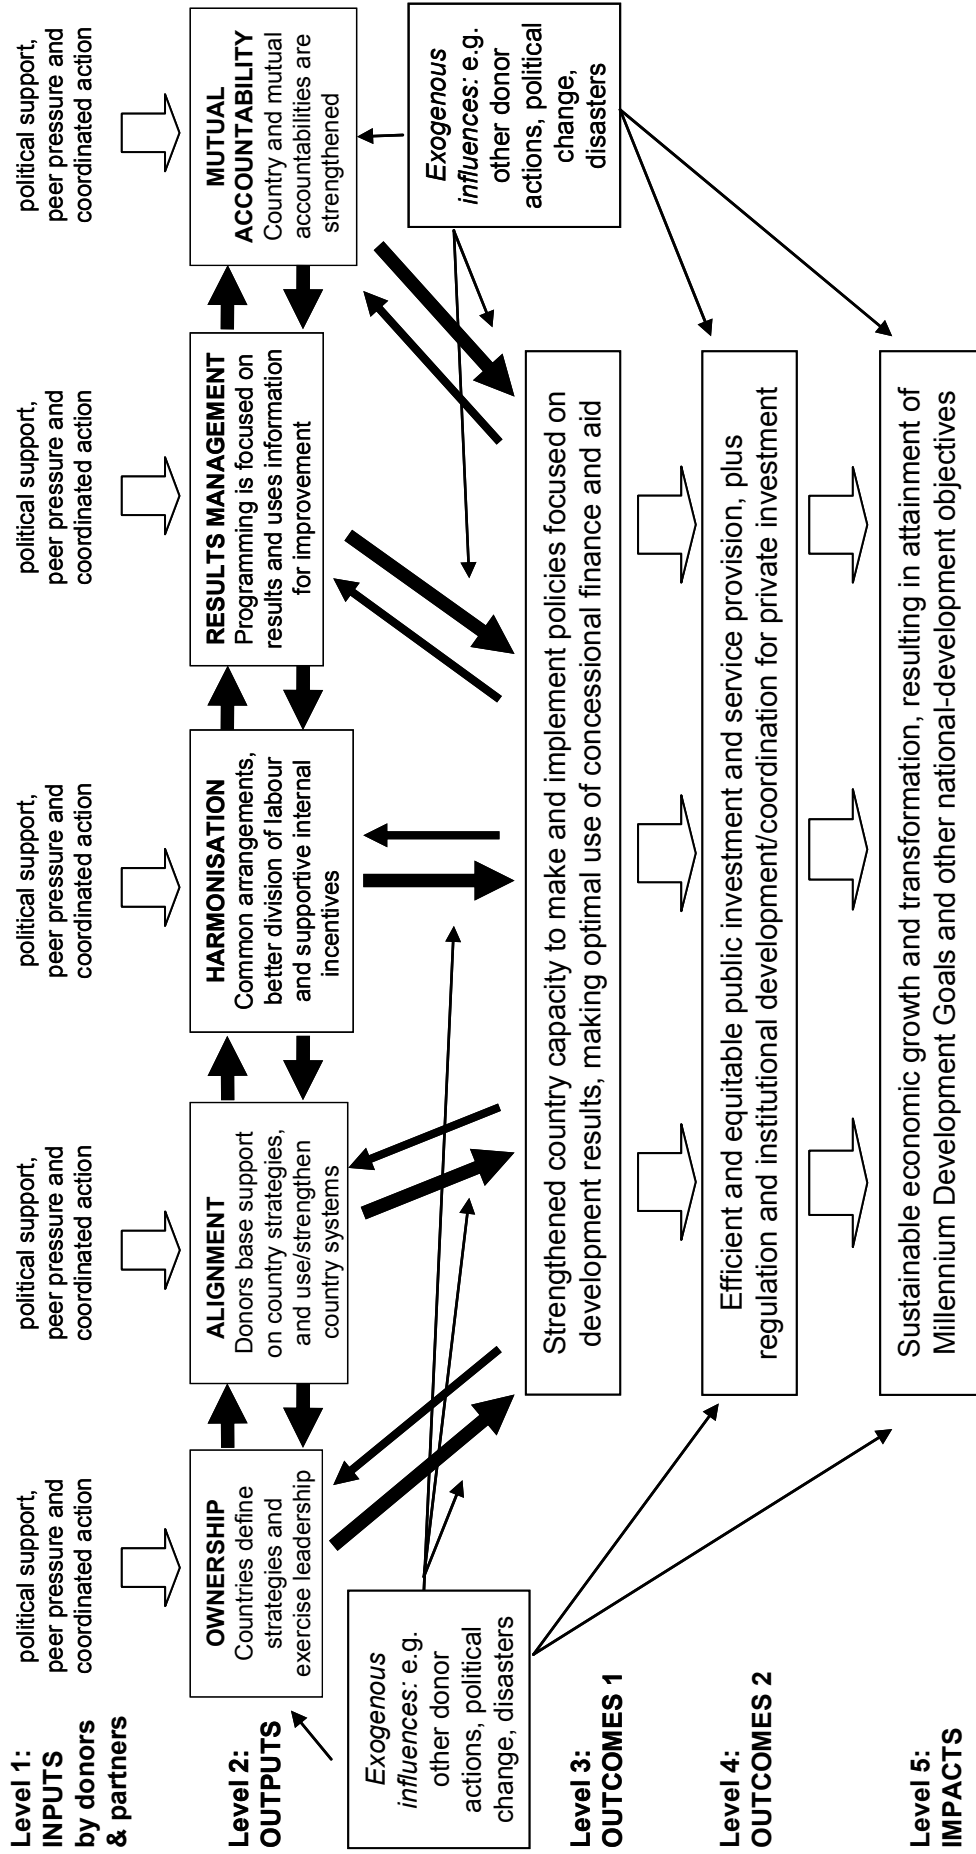 Level 1:
INPUTS
by donors
& partners
political support,
peer pressure and
coordinated action
political support,
peer pressure and
coordinated action
political support,
peer pressure and
coordinated action
political support,
peer pressure and
coordinated action
political support,
peer pressure and
coordinated action
Level 2:
OUTPUTS
OWNERSHIP
Countries define
strategies and
exercise leadership
ALIGNMENT
Donors base support
on country strategies,
and use/strengthen
country systems
HARMONISATION
Common arrangements,
better division of labour
and supportive internal
incentives
RESULTS MANAGEMENT
Programming is focused on
results and uses information
for improvement
MUTUAL
ACCOUNTABILITY
Country and mutual
accountabilities are
strengthened
Exogenous
influences: e.g.
other donor
actions, political
change, disasters
Exogenous
influences: e.g.
other donor
actions, political
change,
disasters
Level 3:
OUTCOMES 1
Strengthened country capacity to make and implement policies focused on
development results, making optimal use of concessional finance and aid
Level 4:
OUTCOMES 2
Efficient and equitable public investment and service provision, plus
regulation and institutional development/coordination for private investment
Level 5:
IMPACTS
Sustainable economic growth and transformation, resulting in attainment of
Millennium Development Goals and other national-development objectives